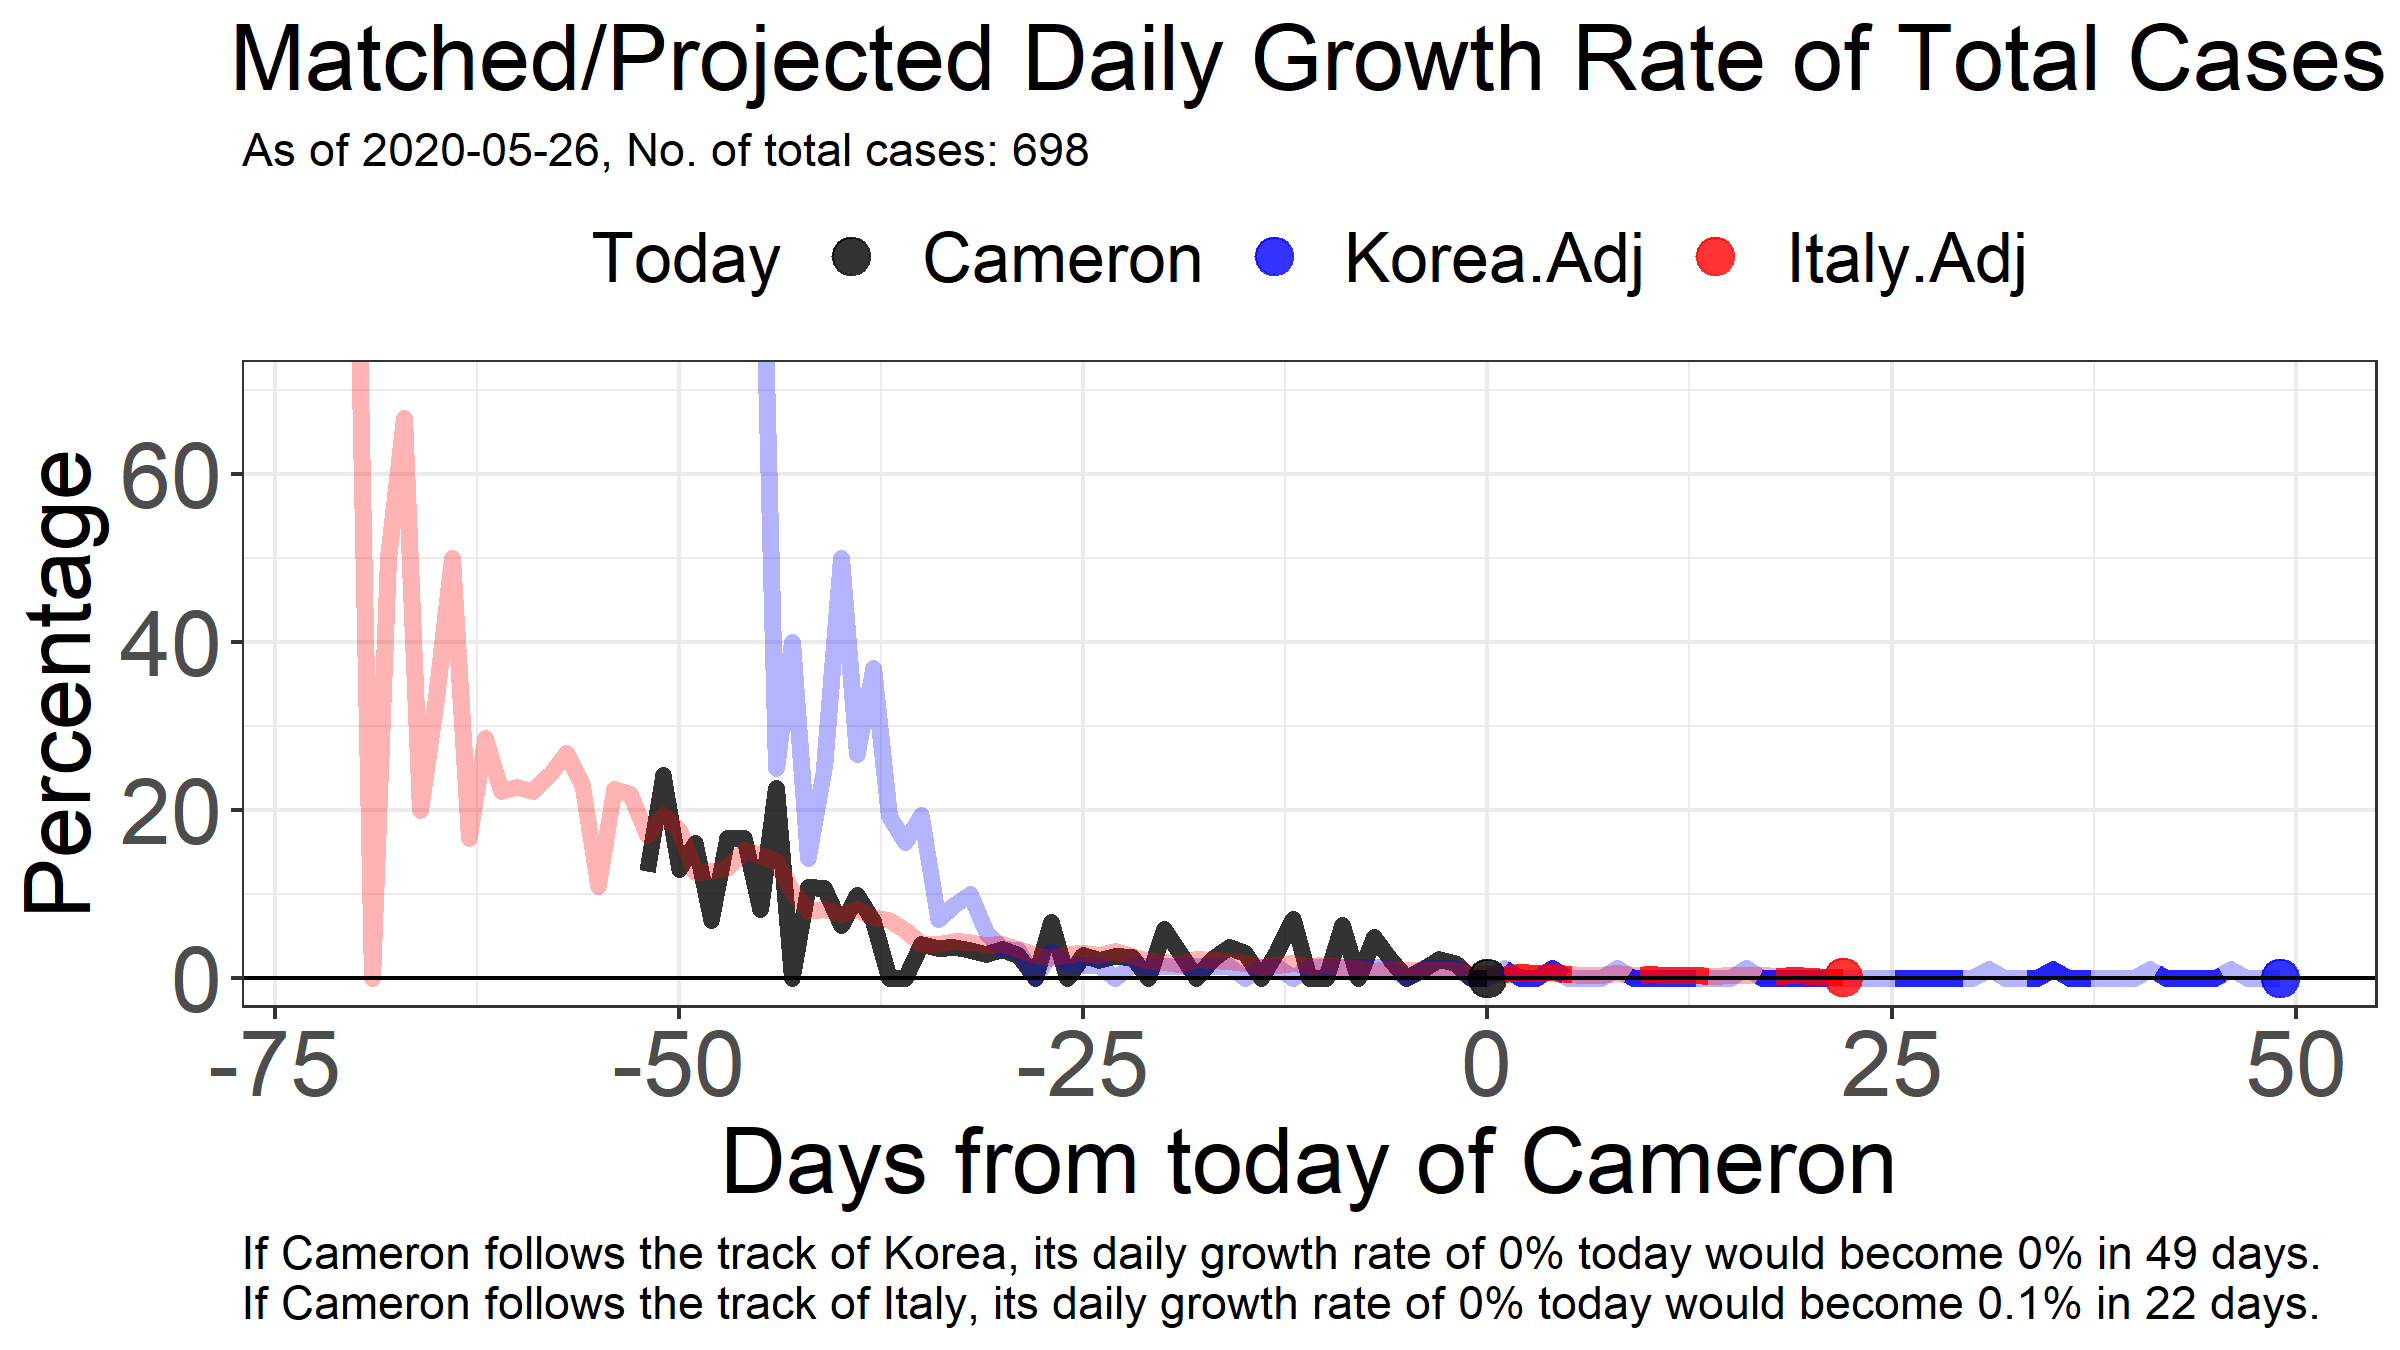 Matched/Projected Daily Growth Rate of Total Cases
As of 2020-05-26, No. of total cases: 698
Today Cameron Korea.Adj Italy.Adj
Percentage
60
40
20
0
-75 -50 -25 0 25 50
Days from today of Cameron
If Cameron follows the track of Korea, its daily growth rate of 0% today would become 0% in 49 days.
If Cameron follows the track of Italy, its daily growth rate of 0% today would become 0.1% in 22 days.